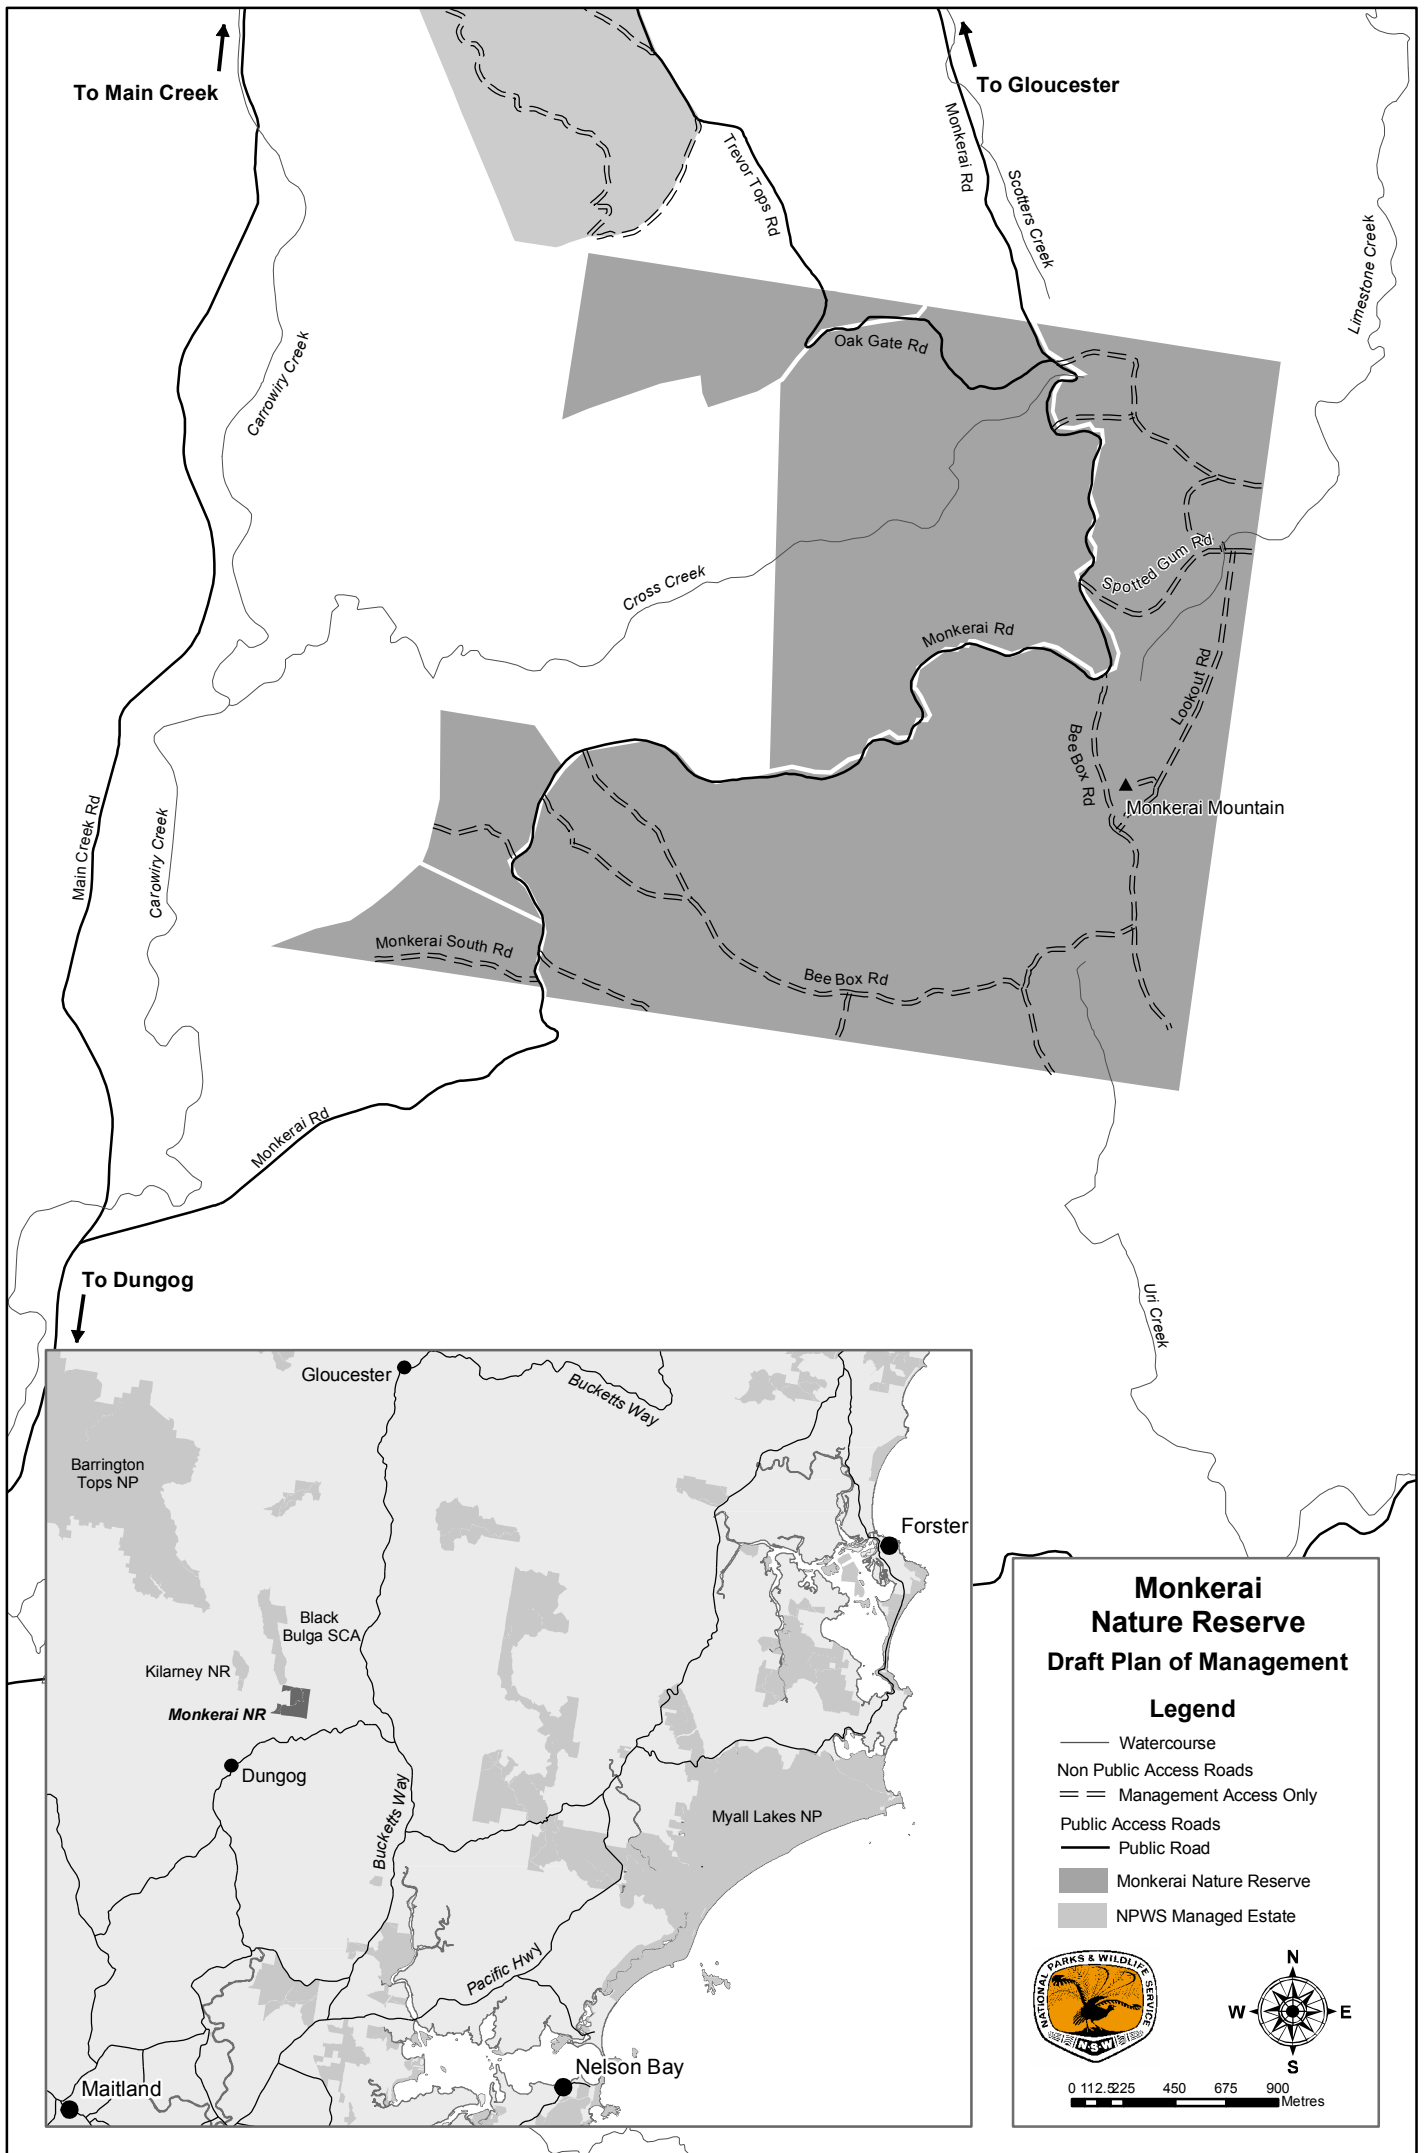 To Main Creek
To Gloucester
Monkerai Rd
Trevor Tops Rd
Scotters Creek
Limestone Creek
Carrowiry Creek
Oak Gate Rd
Cross Creek
Spotted Gum Rd
Monkerai Rd
Lookout Rd
Bee Box Rd
Monkerai Mountain
Main Creek Rd
Carowiry Creek
Monkerai South Rd
Bee Box Rd
Monkerai Rd
To Dungog
Uri Creek
Gloucester
Bucketts Way
Barrington
Tops NP
Forster
Black
Bulga SCA
Kilarney NR
Monkerai NR
Dungog
Bucketts Way
Myall Lakes NP
Pacific Hwy
Nelson Bay
Maitland
Monkerai
Nature Reserve
Draft Plan of Management
Legend
Watercourse
Non Public Access Roads
Management Access Only
Public Access Roads
Public Road
Monkerai Nature Reserve
NPWS Managed Estate
NATIONAL PARKS & WILDLIFE SERVICE
N·S·W
N
W
E
S
0 112.5 225 450 675 900
Metres